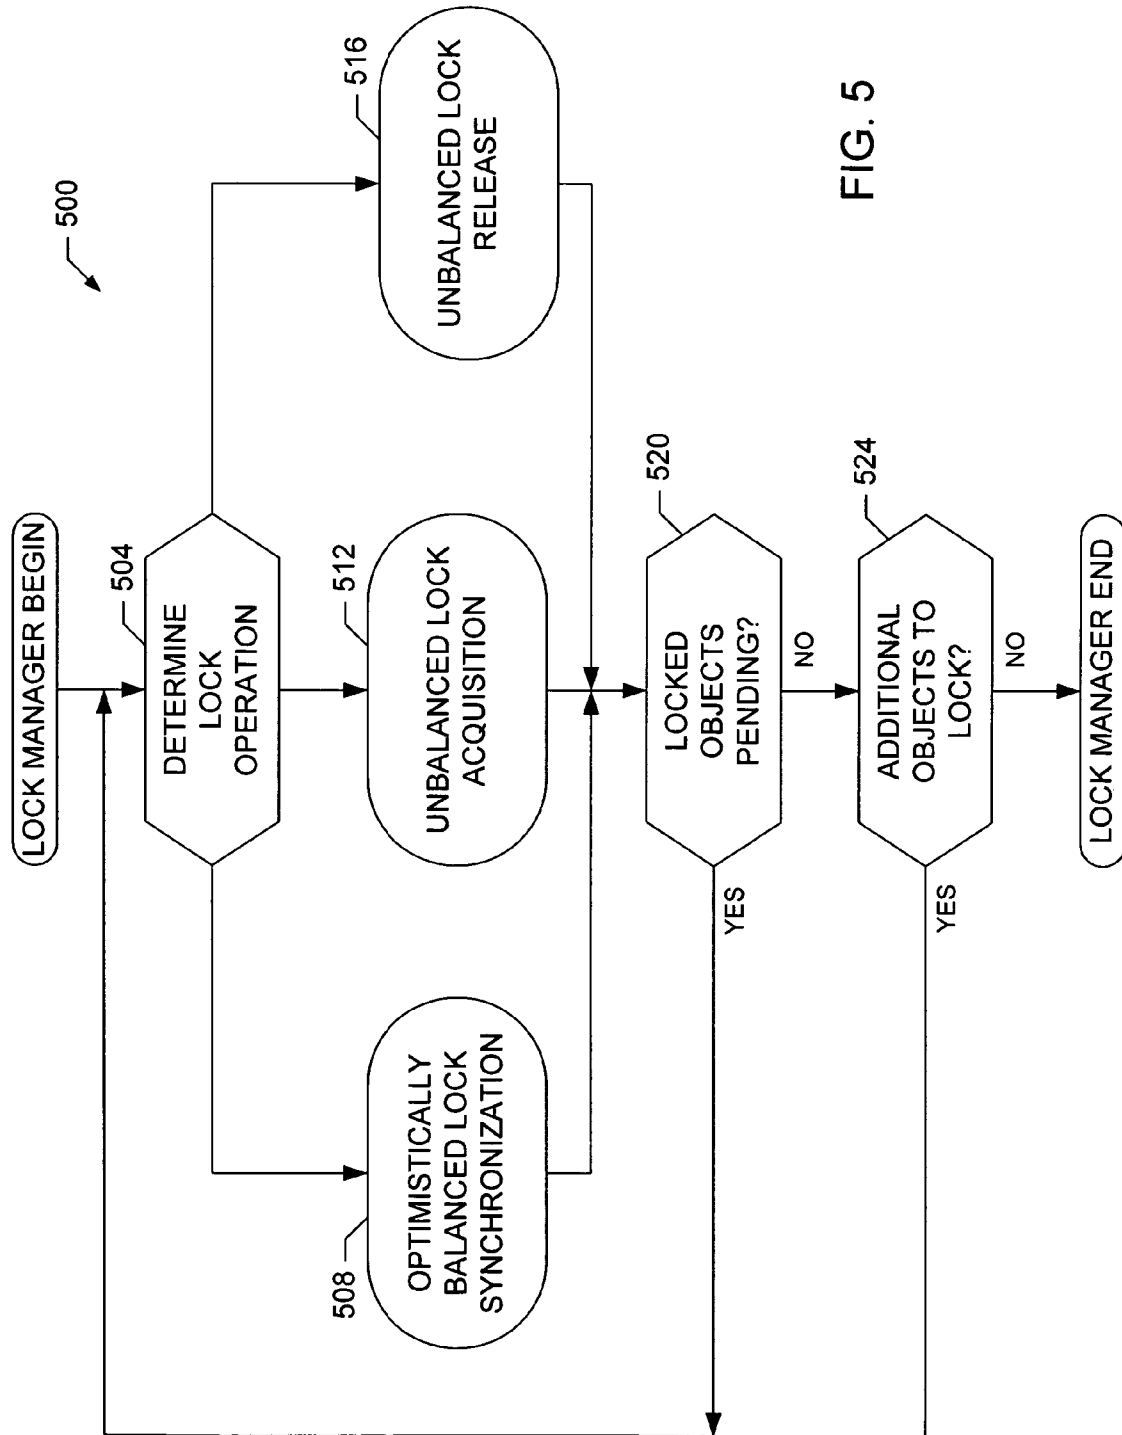 500
LOCK MANAGER BEGIN
504
DETERMINE
LOCK
OPERATION
508
OPTIMISTICALLY
BALANCED LOCK
SYNCHRONIZATION
512
UNBALANCED LOCK
ACQUISITION
516
UNBALANCED LOCK
RELEASE
520
LOCKED
OBJECTS
PENDING?
YES
NO
524
ADDITIONAL
OBJECTS TO
LOCK?
YES
NO
LOCK MANAGER END
FIG. 5